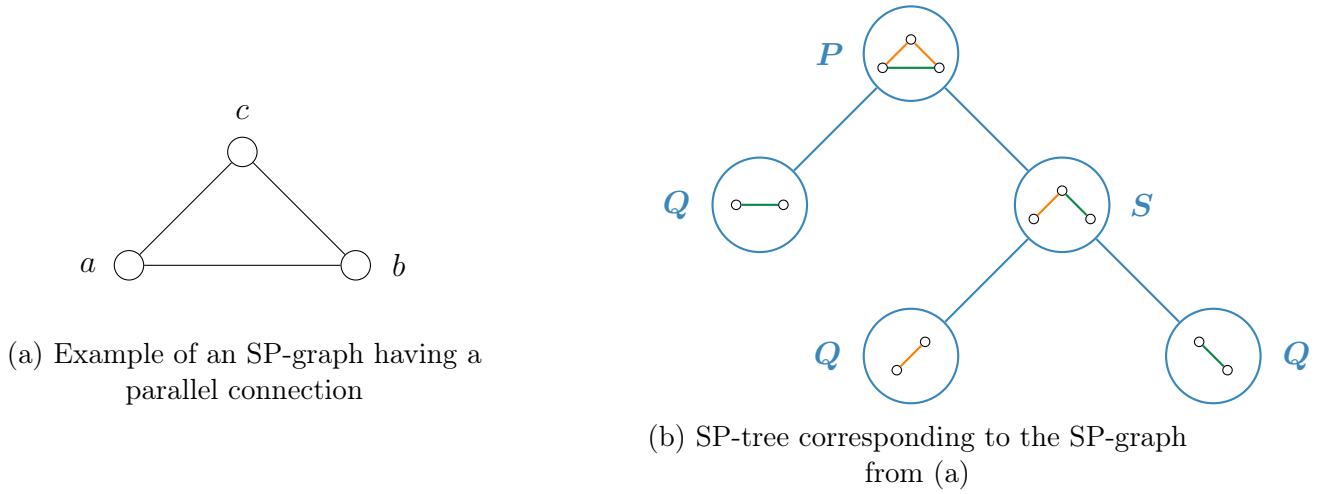 c
a
b
(a) Example of an SP-graph having a
parallel connection
P
Q
S
Q
Q
(b) SP-tree corresponding to the SP-graph
from (a)